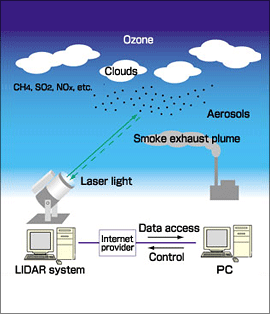 Ozone
Clouds
CH4, SO2, NOx, etc.
Aerosols
Smoke exhaust plume
Laser light
Internet
provider
Data access
Control
LIDAR system
PC